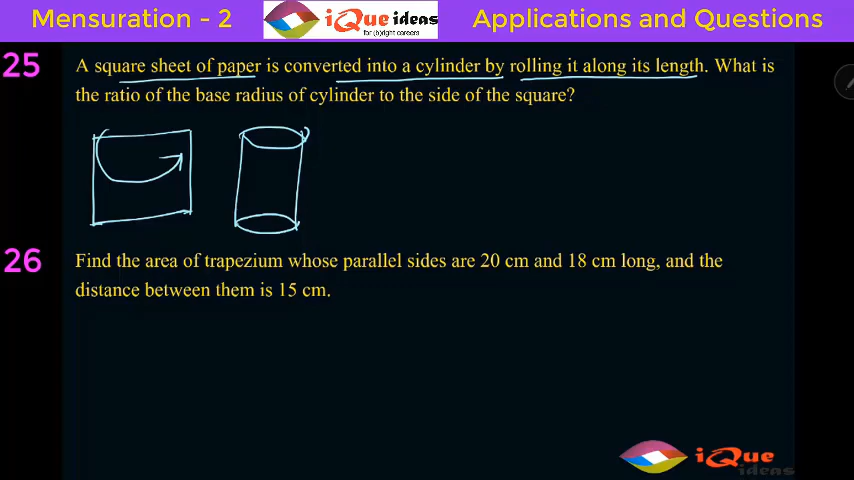 Mensuration - 2
iQue ideas
for (b)right careers
Applications and Questions
25
A square sheet of paper is converted into a cylinder by rolling it along its length. What is
the ratio of the base radius of cylinder to the side of the square?
26
Find the area of trapezium whose parallel sides are 20 cm and 18 cm long, and the
distance between them is 15 cm.
iQue
ideas